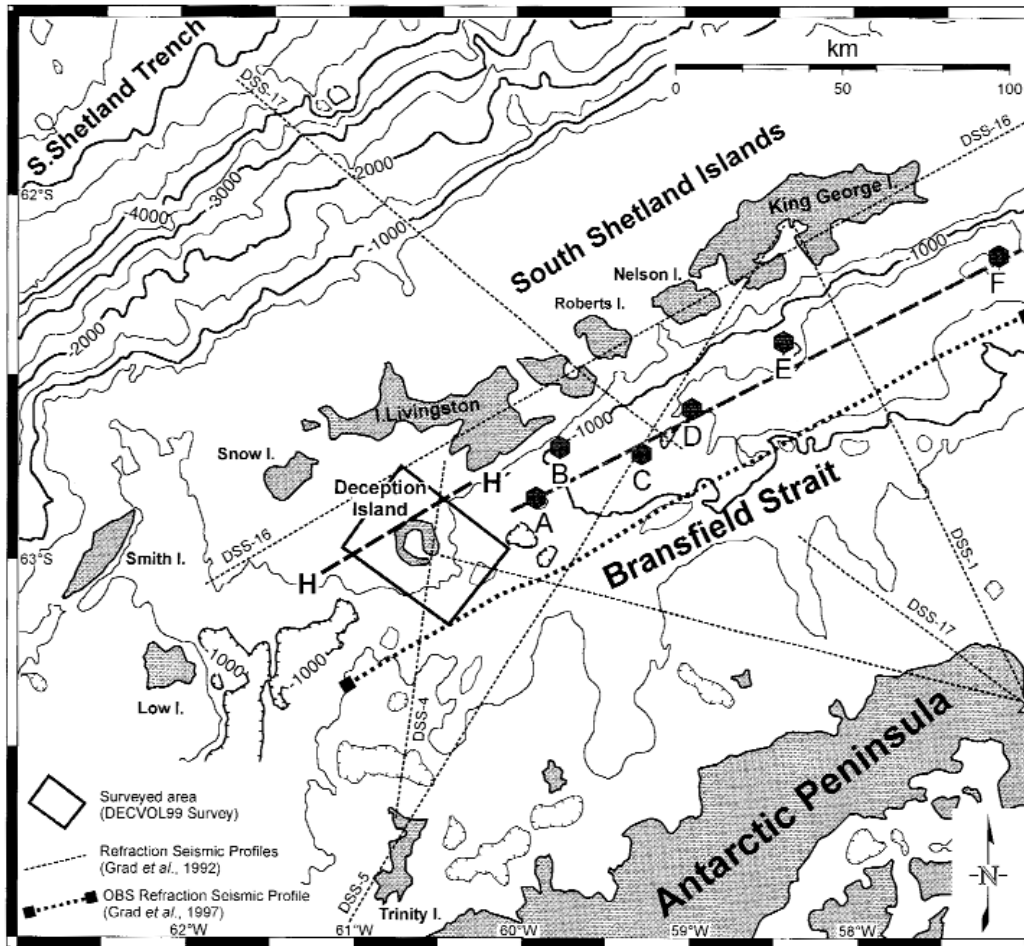 km
0 50 100
S.Shetland Trench
DSS-17
DSS-16
62°S
-4000
-3000
-2000
-1000
-2000
South Shetland Islands
King George I.
Nelson I.
1000
Roberts I.
F
E
I.Livingston
-1000
D
Snow I.
B
C
H
Deception
Island
A
Bransfield Strait
DSS-16
63°S
Smith I.
H
DSS-1
DSS-17
-1000
-1000
Low I.
DSS-4
Antarctic Peninsula
Surveyed area
(DECVOL99 Survey)
Refraction Seismic Profiles
(Grad et al., 1992)
OBS Refraction Seismic Profile
(Grad et al., 1997)
DSS-5
Trinity I.
N
62°W 61°W 60°W 59°W 58°W